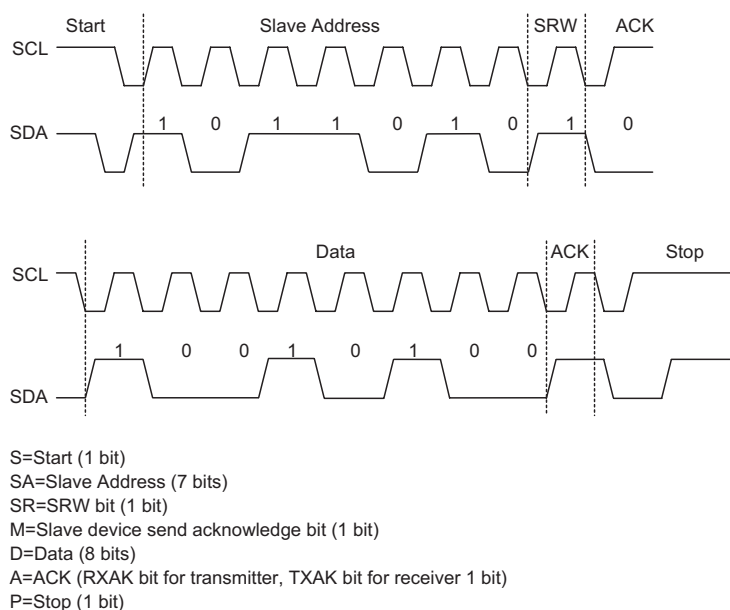 Start Slave Address SRW ACK
SCL
1 0 1 1 0 1 0 1 0
SDA
Data ACK Stop
SCL
1 0 0 1 0 1 0 0
SDA
S=Start (1 bit)
SA=Slave Address (7 bits)
SR=SRW bit (1 bit)
M=Slave device send acknowledge bit (1 bit)
D=Data (8 bits)
A=ACK (RXAK bit for transmitter, TXAK bit for receiver 1 bit)
P=Stop (1 bit)